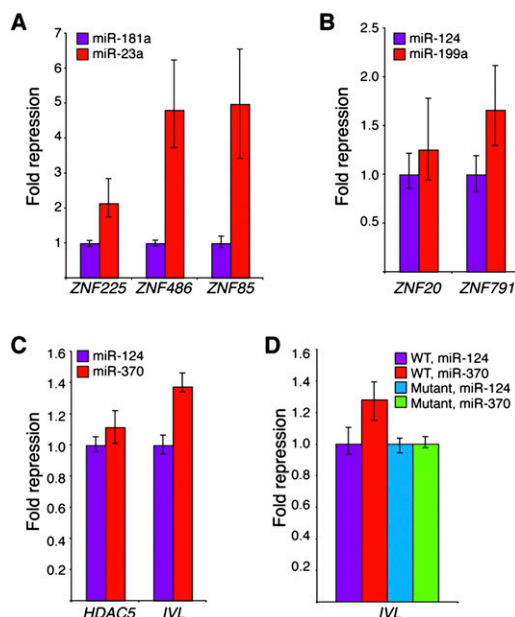 A
miR-181a
miR-23a
Fold repression
7
6
5
4
2
1
ZNF225 ZNF486 ZNF85
B
miR-124
miR-199a
Fold repression
2.5
2.0
1.5
1.0
0.5
ZNF20 ZNF791
C
miR-124
miR-370
Fold repression
1.6
1.4
1.2
1.0
0.8
0.6
0.4
0.2
HDAC5 IVL
D
WT, miR-124
WT, miR-370
Mutant, miR-124
Mutant, miR-370
Fold repression
1.6
1.4
1.2
1.0
0.8
0.6
0.4
0.2
IVL